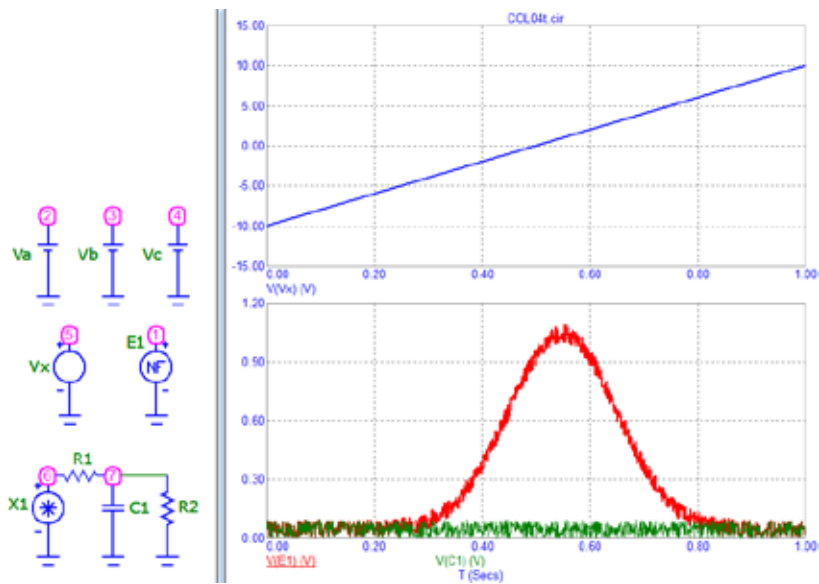 CCL04t.cir
15.00
10.00
5.00
0.00
-5.00
-10.00
-15.00
0.00 0.20 0.40 0.60 0.80 1.00
V(Vx) (V)
2 3 4
Va Vb Vc
5 E1 1
Vx NF
6 R1 7
X1 C1 R2
1.20
0.90
0.60
0.30
0.00
0.00 0.20 0.40 0.60 0.80 1.00
V(E1) (V) V(C1) (V)
T (Secs)